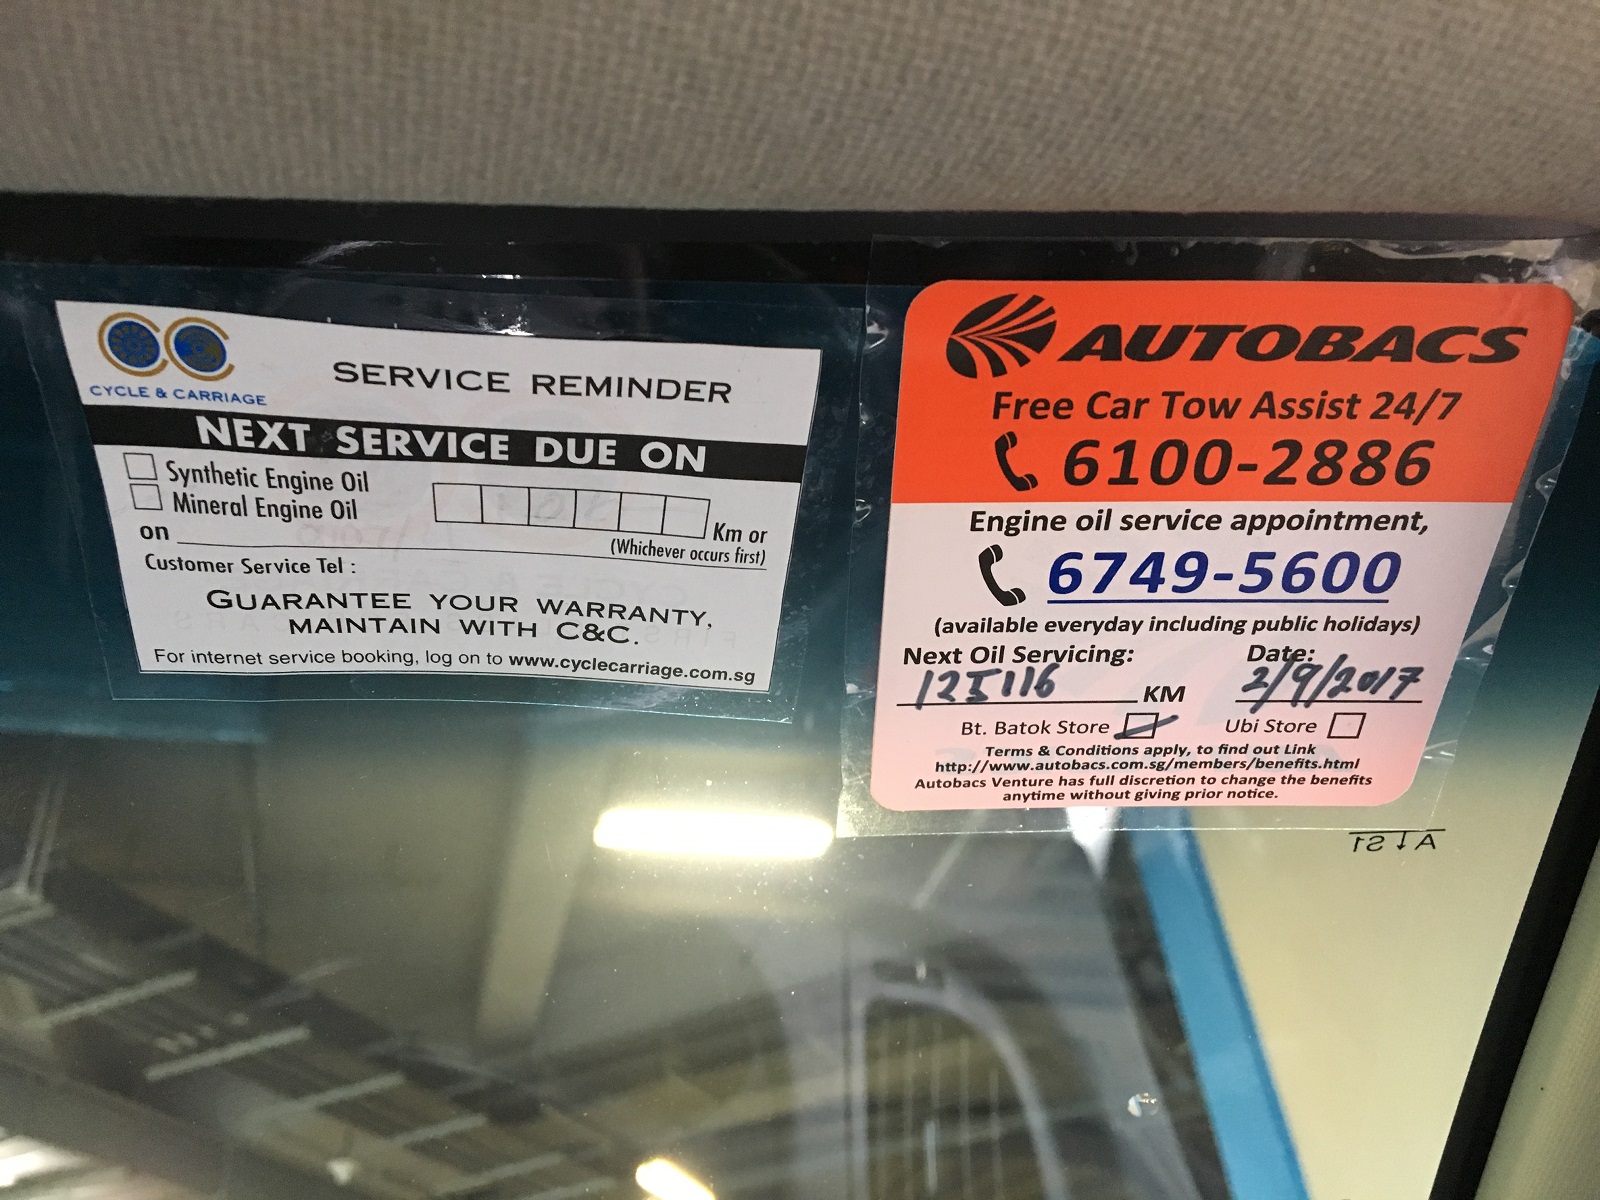 CYCLE & CARRIAGE
SERVICE REMINDER
NEXT SERVICE DUE ON
Synthetic Engine Oil
Mineral Engine Oil
Km or
on
(Whichever occurs first)
Customer Service Tel :
GUARANTEE YOUR WARRANTY,
MAINTAIN WITH C&C.
For internet service booking, log on to www.cyclecarriage.com.sg
AUTOBACS
Free Car Tow Assist 24/7
6100-2886
Engine oil service appointment,
6749-5600
(available everyday including public holidays)
Next Oil Servicing: Date:
125116 KM 2/9/2017
Bt. Batok Store Ubi Store
Terms & Conditions apply, to find out Link
http://www.autobacs.com.sg/members/benefits.html
Autobacs Venture has full discretion to change the benefits
anytime without giving prior notice.
A↓S1